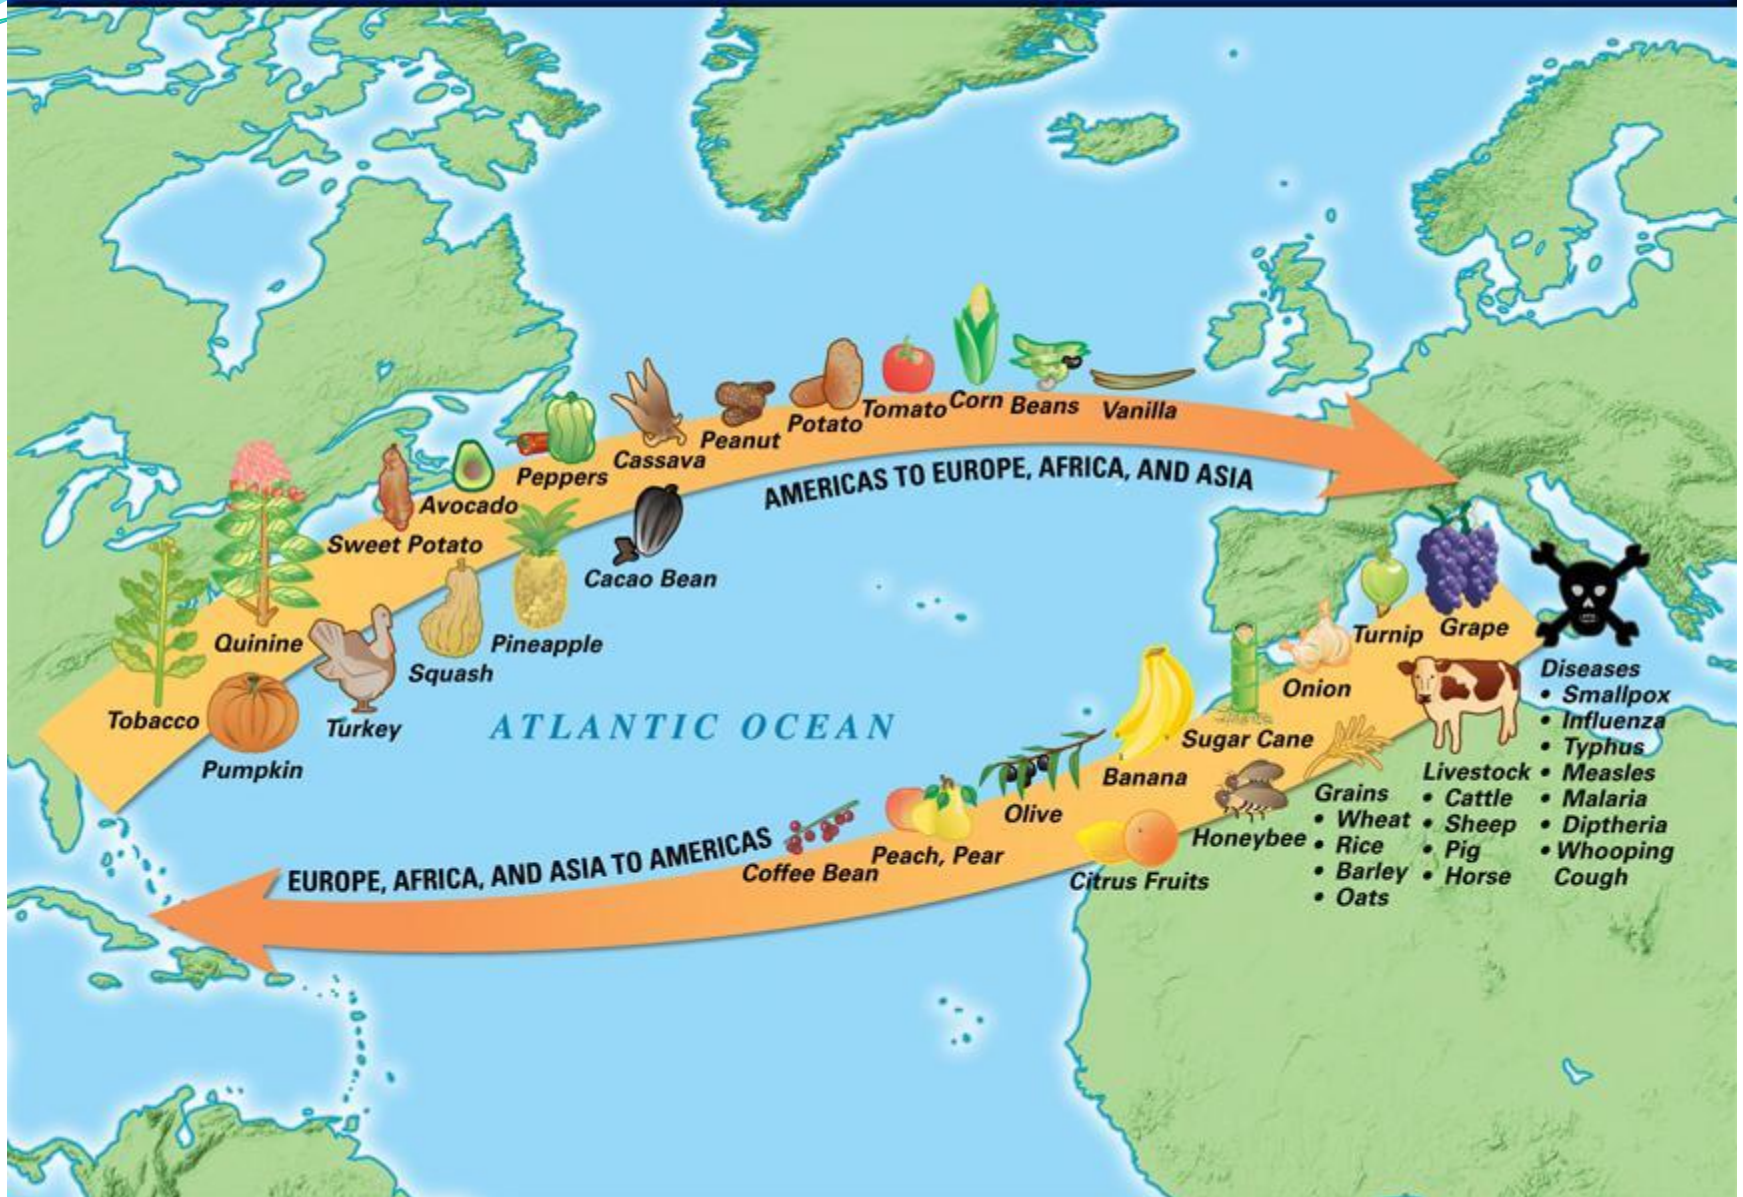 Tobacco
Quinine
Sweet Potato
Avocado
Peppers
Cassava
Peanut
Potato
Tomato
Corn
Beans
Vanilla
AMERICAS TO EUROPE, AFRICA, AND ASIA
Pumpkin
Turkey
Squash
Pineapple
Cacao Bean
ATLANTIC OCEAN
EUROPE, AFRICA, AND ASIA TO AMERICAS
Coffee Bean
Peach, Pear
Olive
Banana
Sugar Cane
Onion
Turnip
Grape
Citrus Fruits
Honeybee
Grains
• Wheat
• Rice
• Barley
• Oats
Livestock
• Cattle
• Sheep
• Pig
• Horse
Diseases
• Smallpox
• Influenza
• Typhus
• Measles
• Malaria
• Diptheria
• Whooping
Cough